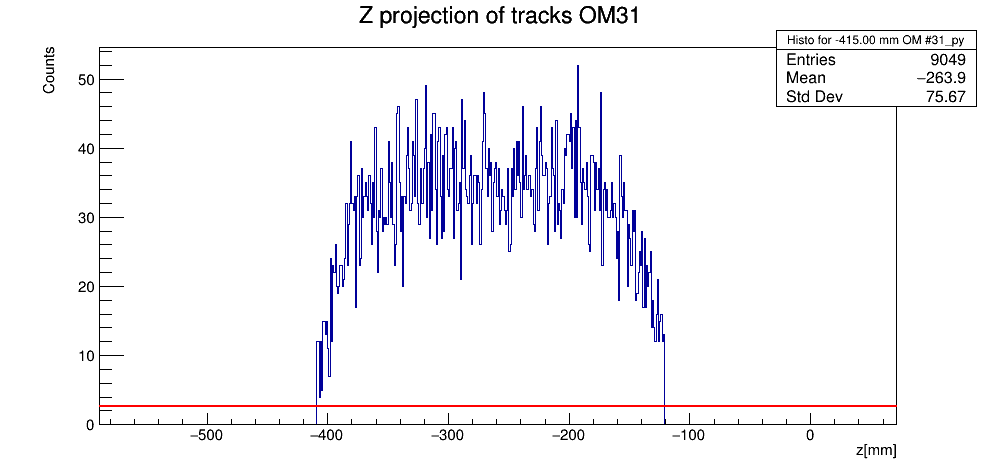 Z projection of tracks OM31
Histo for -415.00 mm OM #31_py
Entries 9049
Mean −263.9
Std Dev 75.67
Counts
50
40
30
20
10
0
−500 −400 −300 −200 −100 0
z[mm]